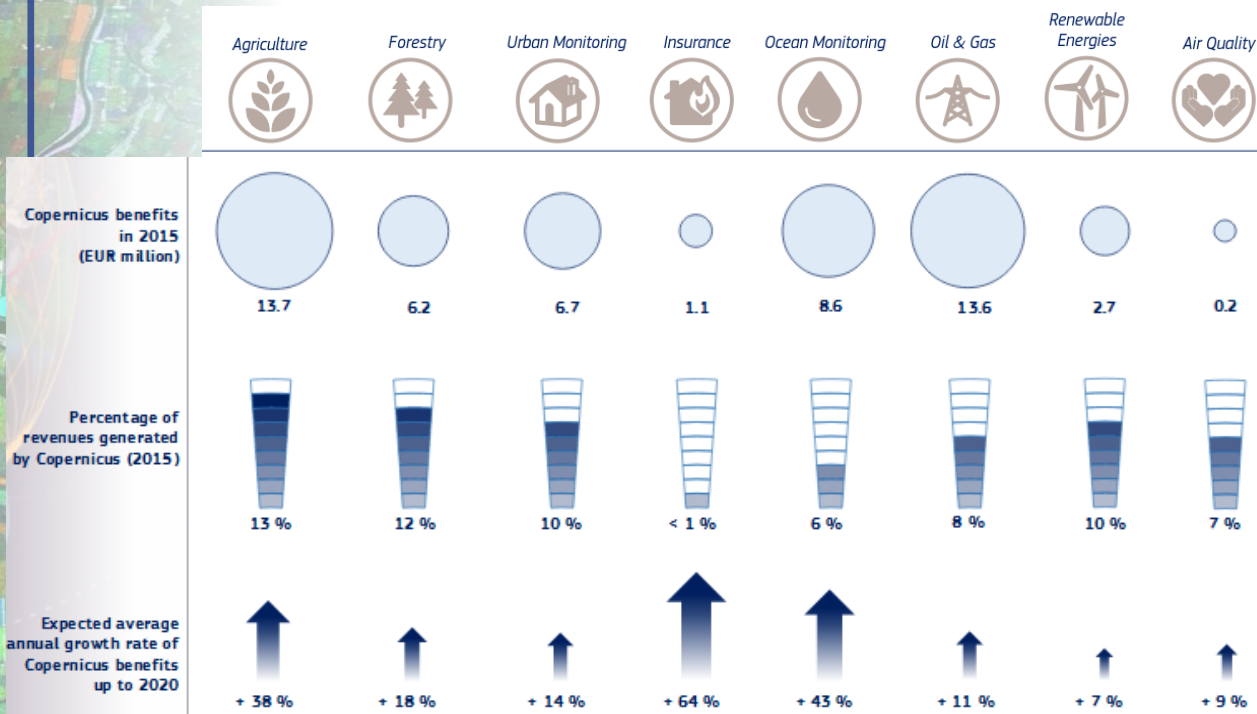 Agriculture
Forestry
Urban Monitoring
Insurance
Ocean Monitoring
Oil & Gas
Renewable
Energies
Air Quality
Copernicus benefits
in 2015
(EUR million)
13.7
6.2
6.7
1.1
8.6
13.6
2.7
0.2
Percentage of
revenues generated
by Copernicus (2015)
13 %
12 %
10 %
< 1 %
6 %
8 %
10 %
7 %
Expected average
annual growth rate of
Copernicus benefits
up to 2020
+ 38 %
+ 18 %
+ 14 %
+ 64 %
+ 43 %
+ 11 %
+ 7 %
+ 9 %